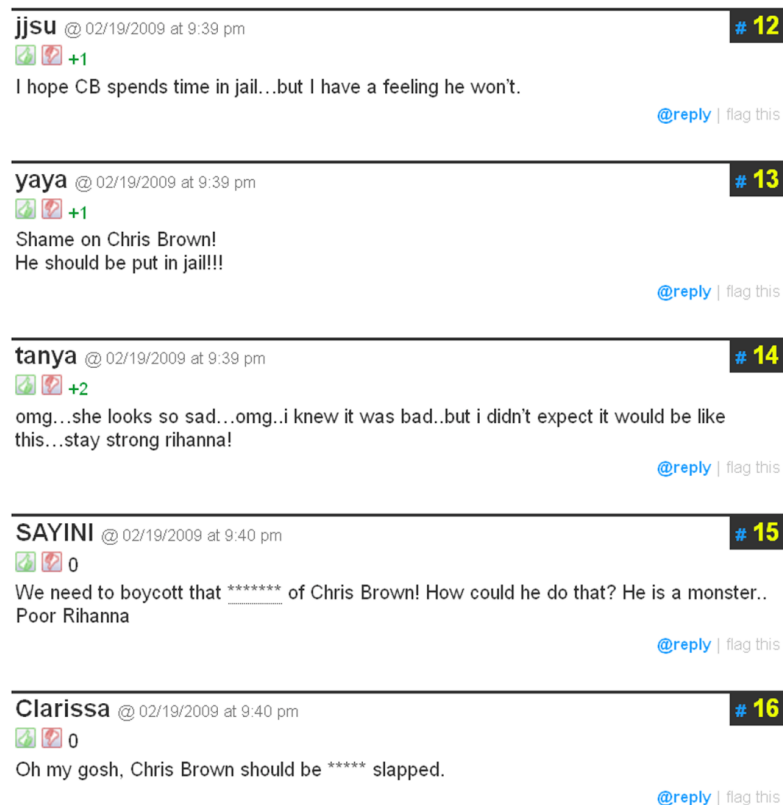 jjsu @ 02/19/2009 at 9:39 pm # 12
+1
I hope CB spends time in jail...but I have a feeling he won't.
@reply | flag this
yaya @ 02/19/2009 at 9:39 pm # 13
+1
Shame on Chris Brown!
He should be put in jail!!!
@reply | flag this
tanya @ 02/19/2009 at 9:39 pm # 14
+2
omg...she looks so sad...omg..i knew it was bad..but i didn't expect it would be like
this...stay strong rihanna!
@reply | flag this
SAYINI @ 02/19/2009 at 9:40 pm # 15
0
We need to boycott that ******* of Chris Brown! How could he do that? He is a monster..
Poor Rihanna
@reply | flag this
Clarissa @ 02/19/2009 at 9:40 pm # 16
0
Oh my gosh, Chris Brown should be ***** slapped.
@reply | flag this